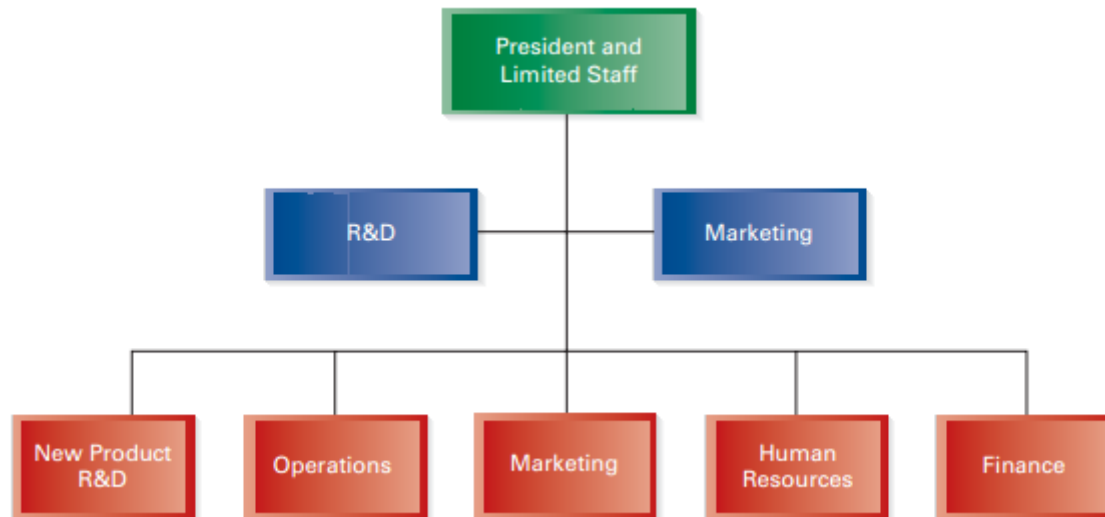 President and
Limited Staff
R&D
Marketing
New Product
R&D
Operations
Marketing
Human
Resources
Finance